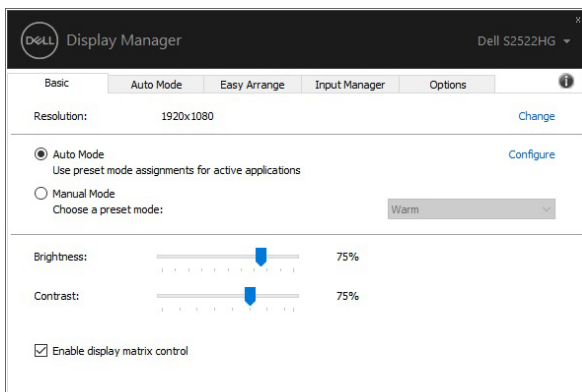 x
DELL Display Manager Dell S2522HG
Basic Auto Mode Easy Arrange Input Manager Options i
Resolution: 1920x1080 Change
Auto Mode Configure
Use preset mode assignments for active applications
Manual Mode
Choose a preset mode: Warm
Brightness: 75%
Contrast: 75%
Enable display matrix control